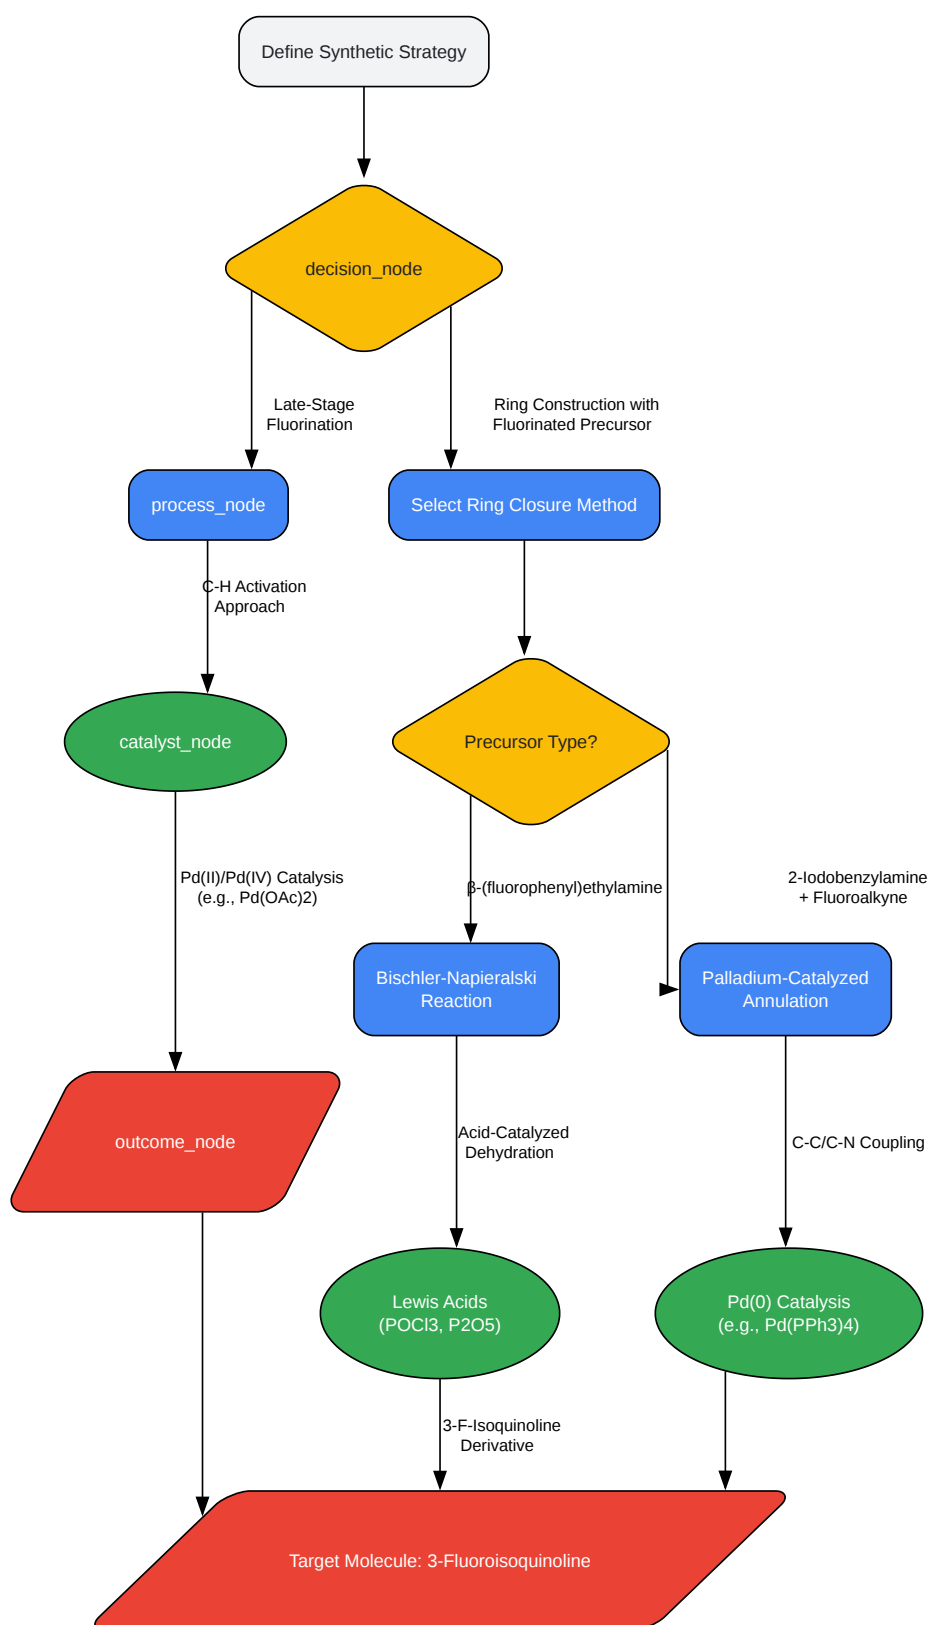 Define Synthetic Strategy
decision_node
Late-Stage
Fluorination
Ring Construction with
Fluorinated Precursor
process_node
Select Ring Closure Method
C-H Activation
Approach
catalyst_node
Precursor Type?
Pd(II)/Pd(IV) Catalysis
(e.g., Pd(OAc)2)
β-(fluorophenyl)ethylamine
2-Iodobenzylamine
+ Fluoroalkyne
Bischler-Napieralski
Reaction
Palladium-Catalyzed
Annulation
outcome_node
Acid-Catalyzed
Dehydration
C-C/C-N Coupling
Lewis Acids
(POCl3, P2O5)
Pd(0) Catalysis
(e.g., Pd(PPh3)4)
3-F-Isoquinoline
Derivative
Target Molecule: 3-Fluoroisoquinoline